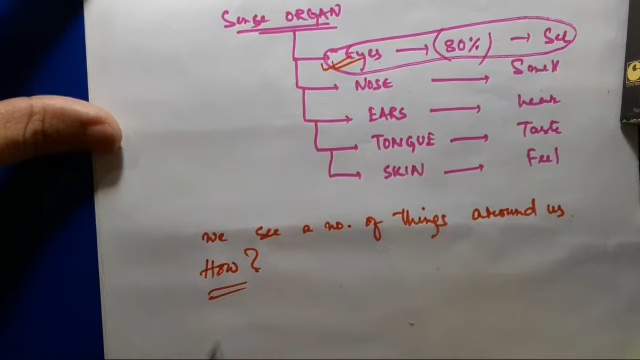 Sense ORGAN
Eyes → 80% → See
NOSE → Smell
EARS → hear
TONGUE → Taste
SKIN → Feel
we see a no. of things around us.
How?